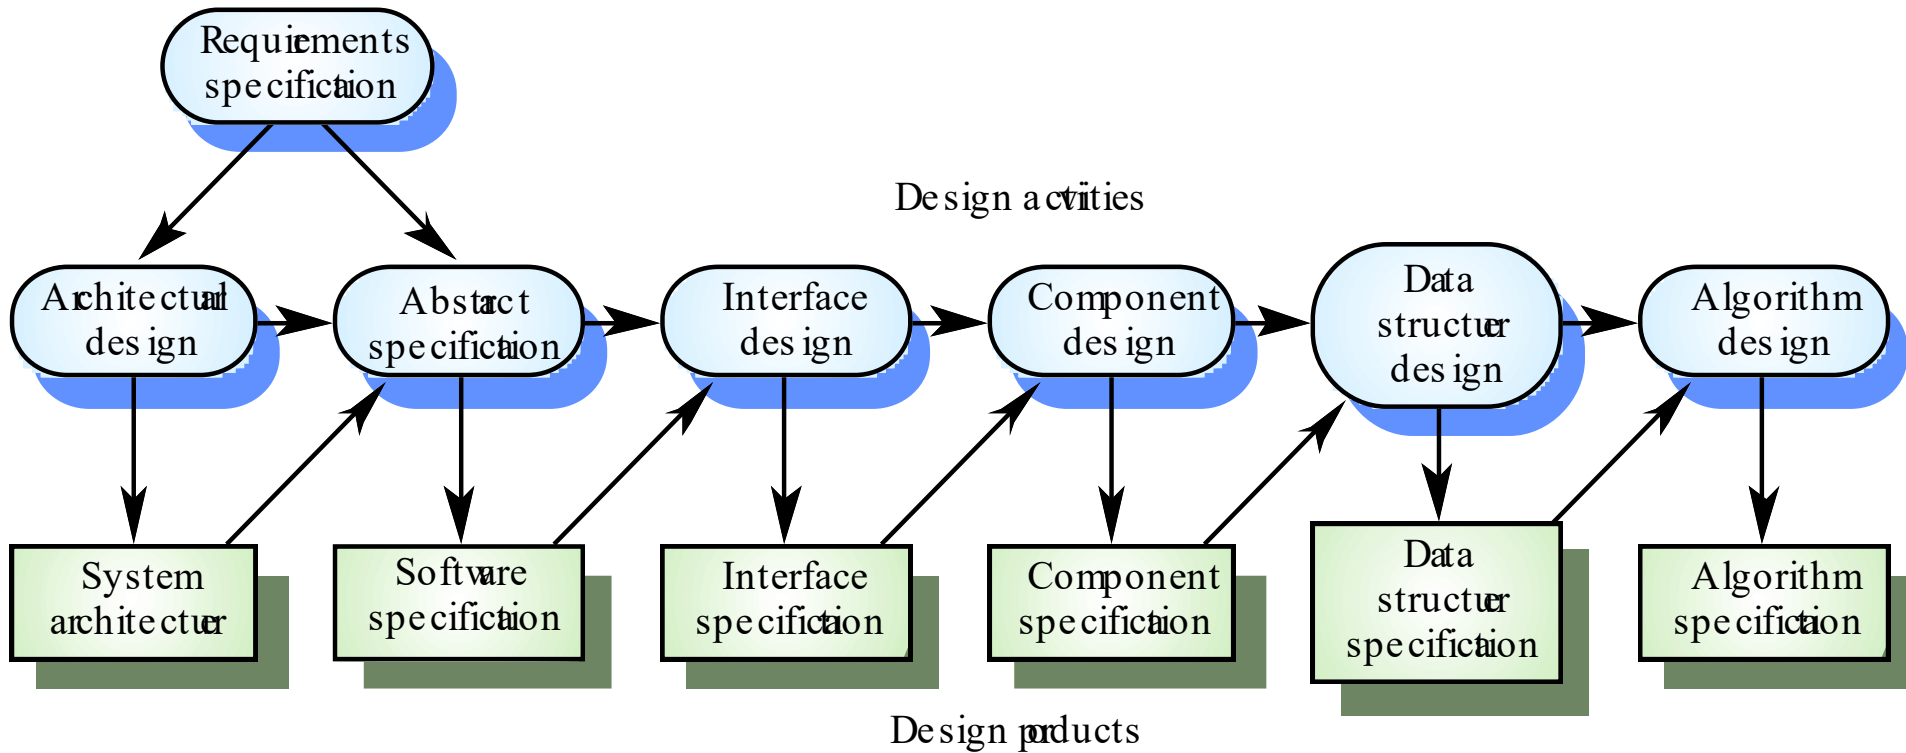 Requirements
specification
Design activities
Architectural
design
Abstract
specification
Interface
design
Component
design
Data
structure
design
Algorithm
design
System
architecture
Software
specification
Interface
specification
Component
specification
Data
structure
specification
Algorithm
specification
Design products